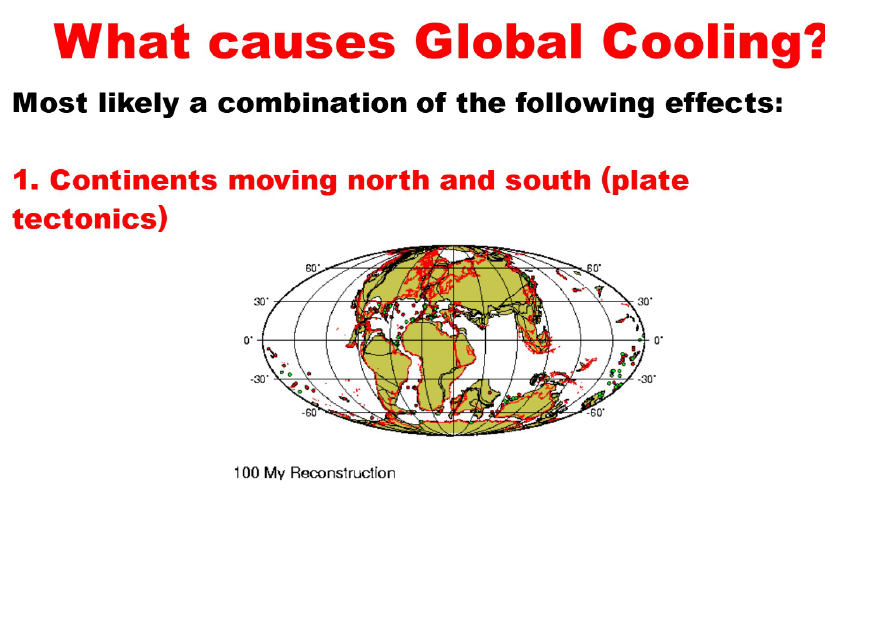 What causes Global Cooling?
Most likely a combination of the following effects:
1. Continents moving north and south (plate
tectonics)
60° 60°
30° 30°
0° 0°
-30° -30°
-60° -60°
100 My Reconstruction